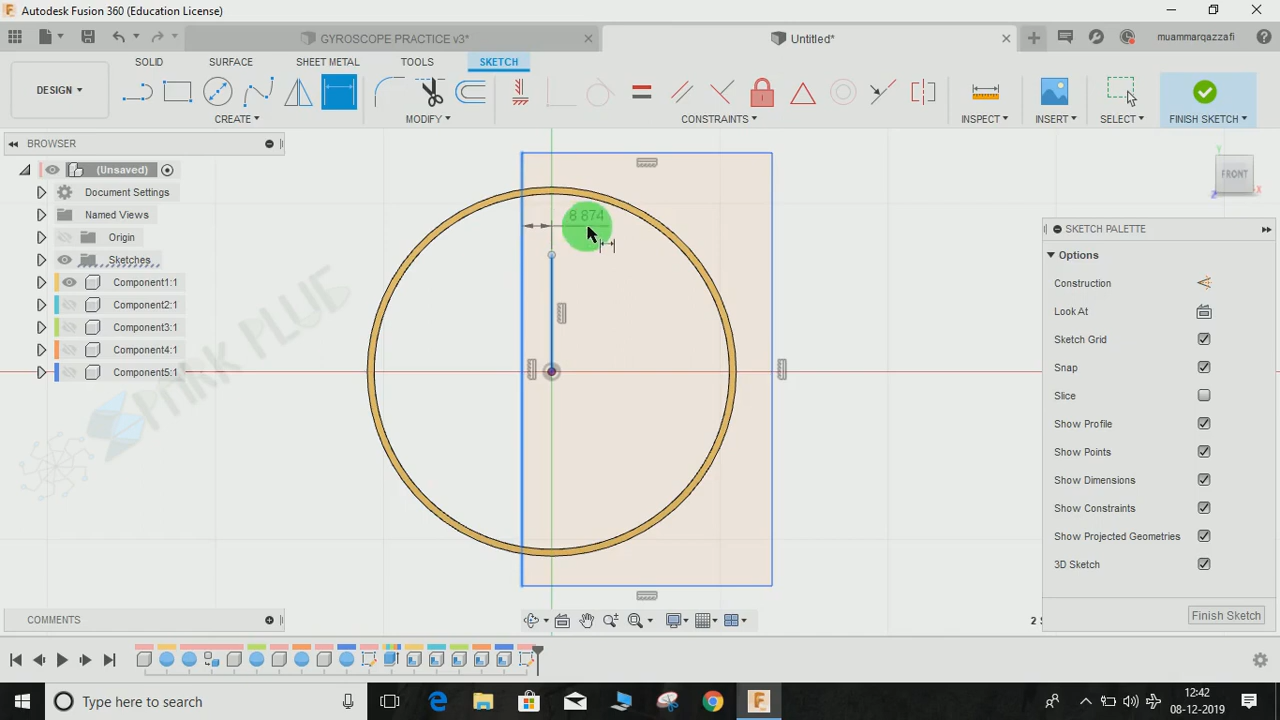 Autodesk Fusion 360 (Education License)
GYROSCOPE PRACTICE v3*
Untitled*
muammarqazzafi
DESIGN
SOLID
SURFACE
SHEET METAL
TOOLS
SKETCH
CREATE
MODIFY
CONSTRAINTS
INSPECT
INSERT
SELECT
FINISH SKETCH
BROWSER
(Unsaved)
Document Settings
Named Views
Origin
Sketches
Component1:1
Component2:1
Component3:1
Component4:1
Component5:1
8 874
FRONT
Y
Z
X
SKETCH PALETTE
Options
Construction
Look At
Sketch Grid
Snap
Slice
Show Profile
Show Points
Show Dimensions
Show Constraints
Show Projected Geometries
3D Sketch
Finish Sketch
COMMENTS
Type here to search
12:42
08-12-2019